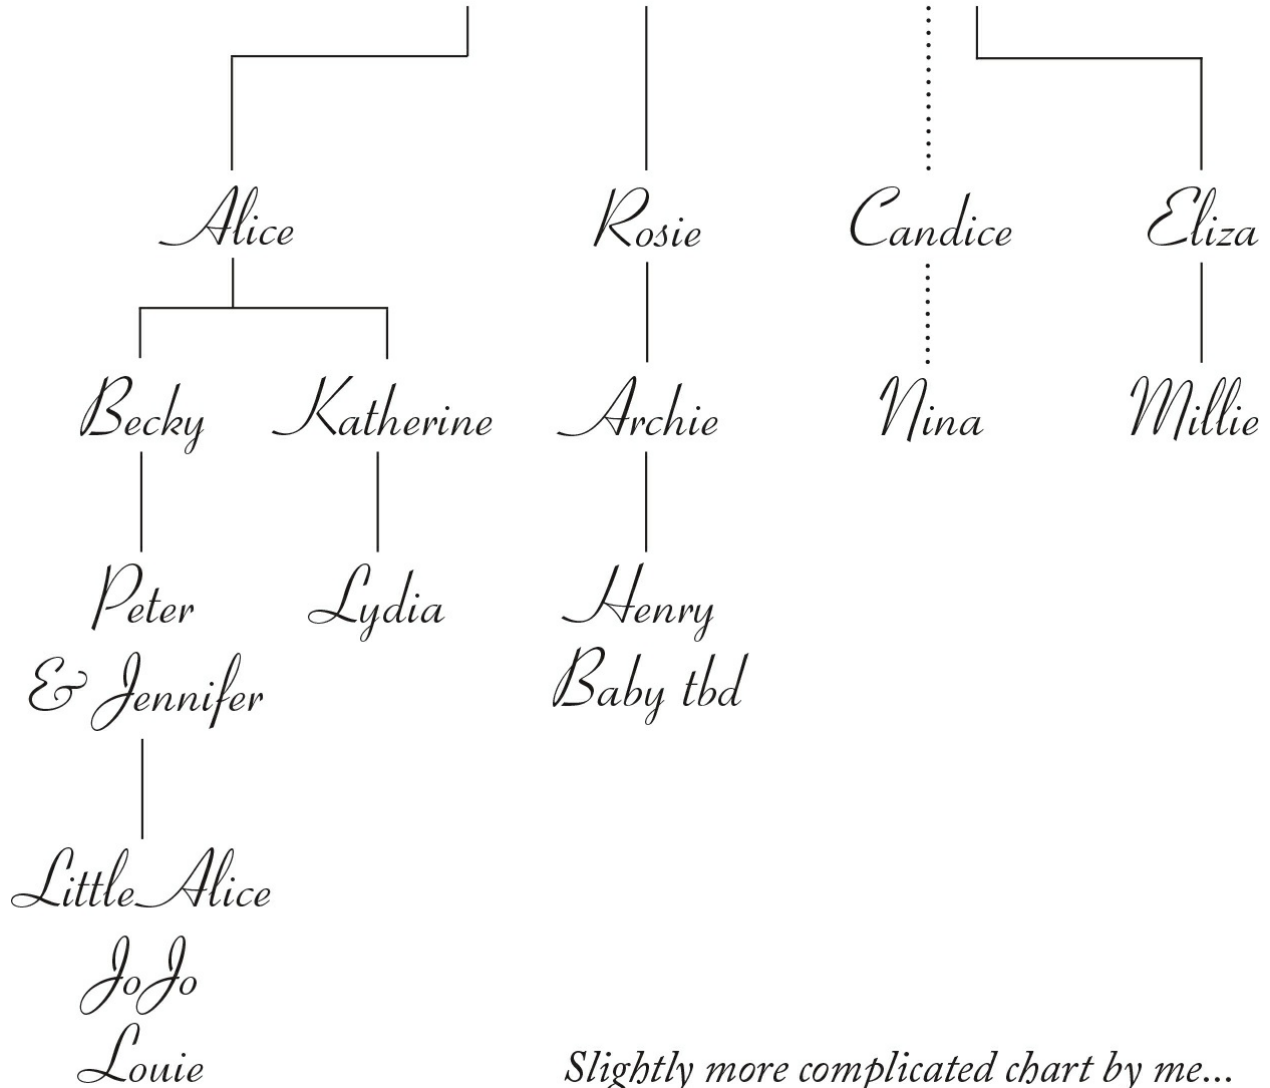 Alice Rosie Candice Eliza
Becky Katherine Archie Nina Millie
Peter Lydia Henry
& Jennifer Baby tbd
Little Alice
JoJo
Louie
Slightly more complicated chart by me...